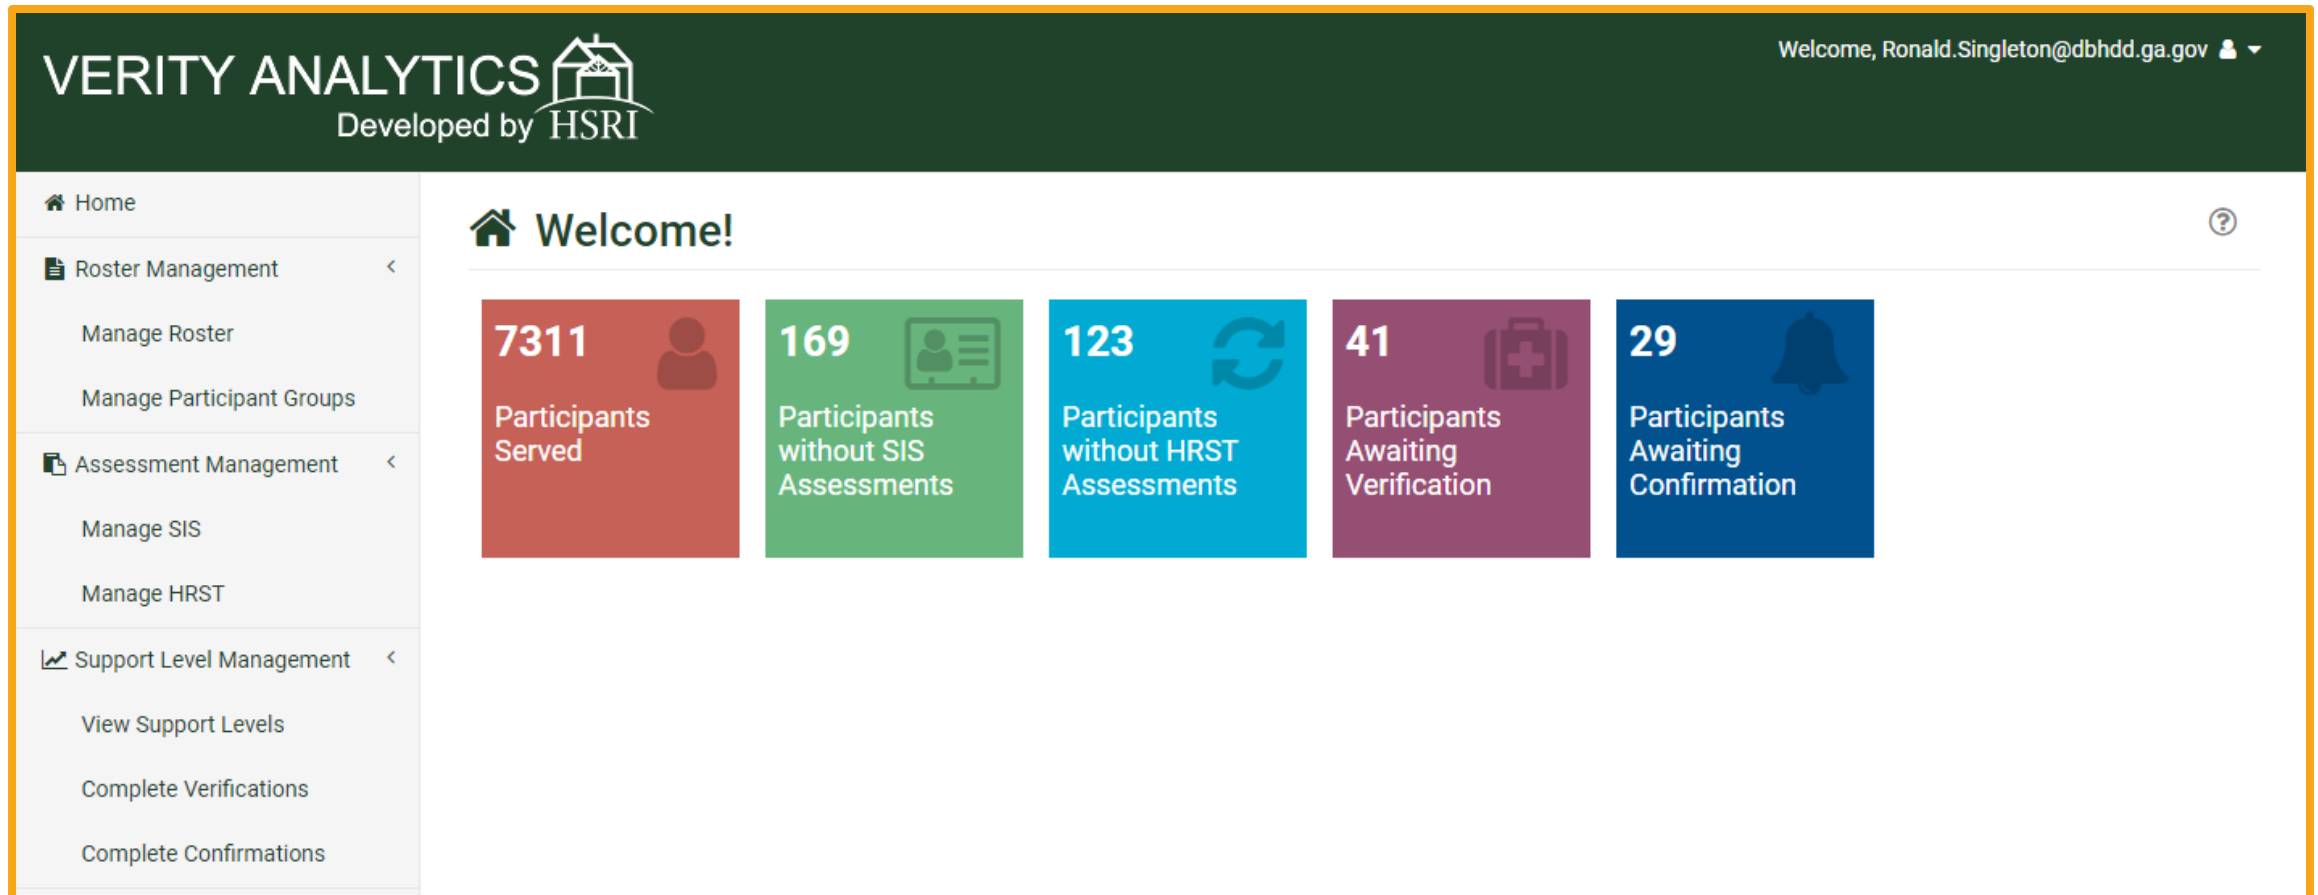 VERITY ANALYTICS
Developed by HSRI
Welcome, Ronald.Singleton@dbhdd.ga.gov
Home
Roster Management
Manage Roster
Manage Participant Groups
Assessment Management
Manage SIS
Manage HRST
Support Level Management
View Support Levels
Complete Verifications
Complete Confirmations
Welcome!
?
7311
Participants
Served
169
Participants
without SIS
Assessments
123
Participants
without HRST
Assessments
41
Participants
Awaiting
Verification
29
Participants
Awaiting
Confirmation